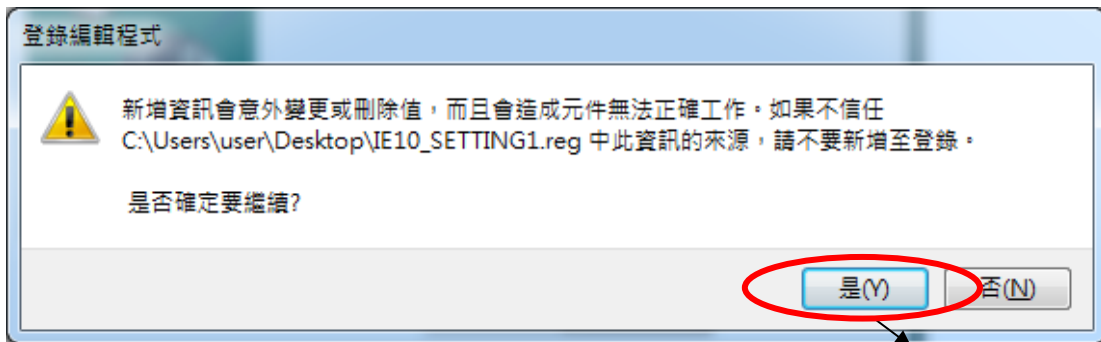 登錄編輯程式
新增資訊會意外變更或刪除值，而且會造成元件無法正確工作。如果不信任
C:\Users\user\Desktop\IE10_SETTING1.reg 中此資訊的來源，請不要新增至登錄。
是否確定要繼續?
是(Y) 否(N)